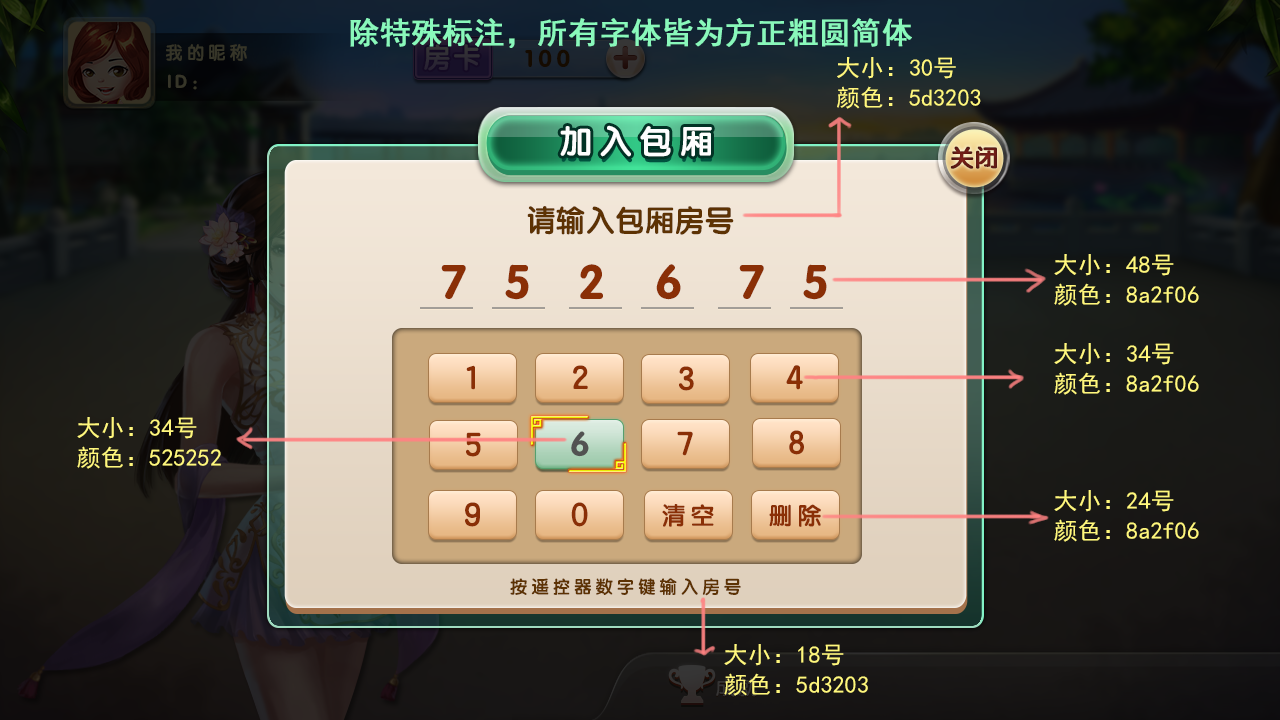 除特殊标注，所有字体皆为方正粗圆简体
我的昵称
ID：
房卡
100
大小：30号
颜色：5d3203
加入包厢
关闭
请输入包厢房号
7 5 2 6 7 5
大小：48号
颜色：8a2f06
1 2 3 4
大小：34号
颜色：8a2f06
大小：34号
颜色：525252
5 6 7 8
9 0 清空 删除
大小：24号
颜色：8a2f06
按遥控器数字键输入房号
大小：18号
颜色：5d3203